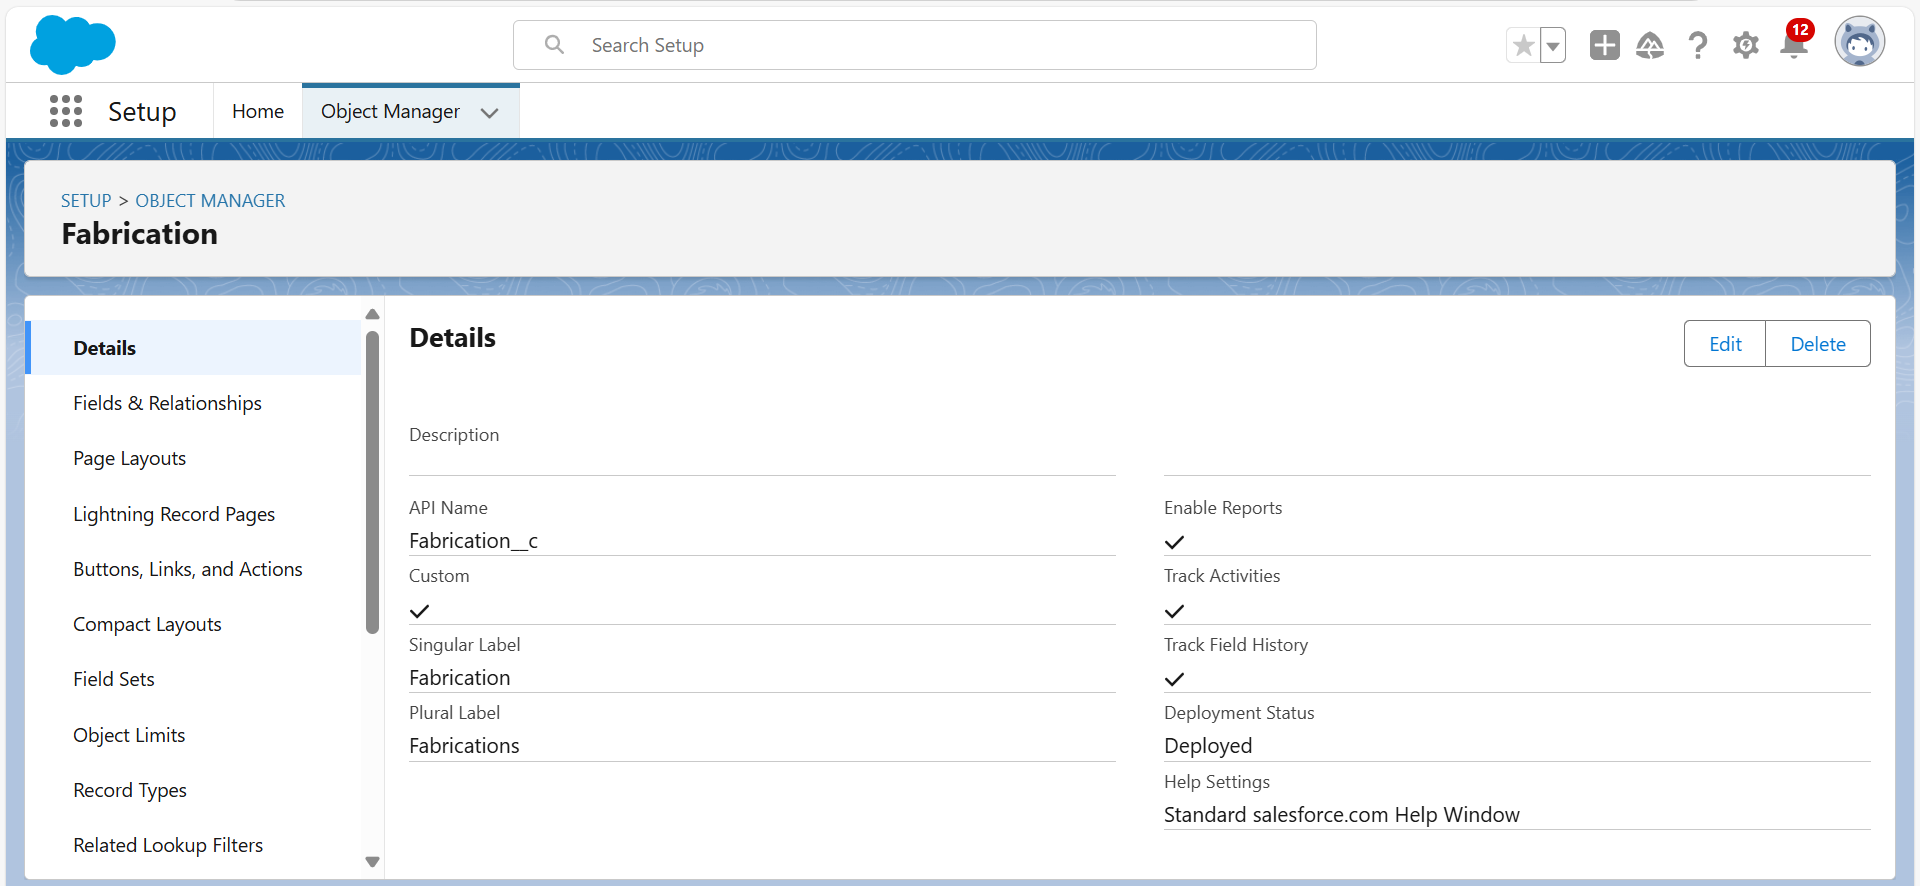 Search Setup
12
Setup
Home
Object Manager
SETUP > OBJECT MANAGER
Fabrication
Details
Fields & Relationships
Page Layouts
Lightning Record Pages
Buttons, Links, and Actions
Compact Layouts
Field Sets
Object Limits
Record Types
Related Lookup Filters
Details
Edit
Delete
Description
API Name
Fabrication__c
Custom
Singular Label
Fabrication
Plural Label
Fabrications
Enable Reports
Track Activities
Track Field History
Deployment Status
Deployed
Help Settings
Standard salesforce.com Help Window